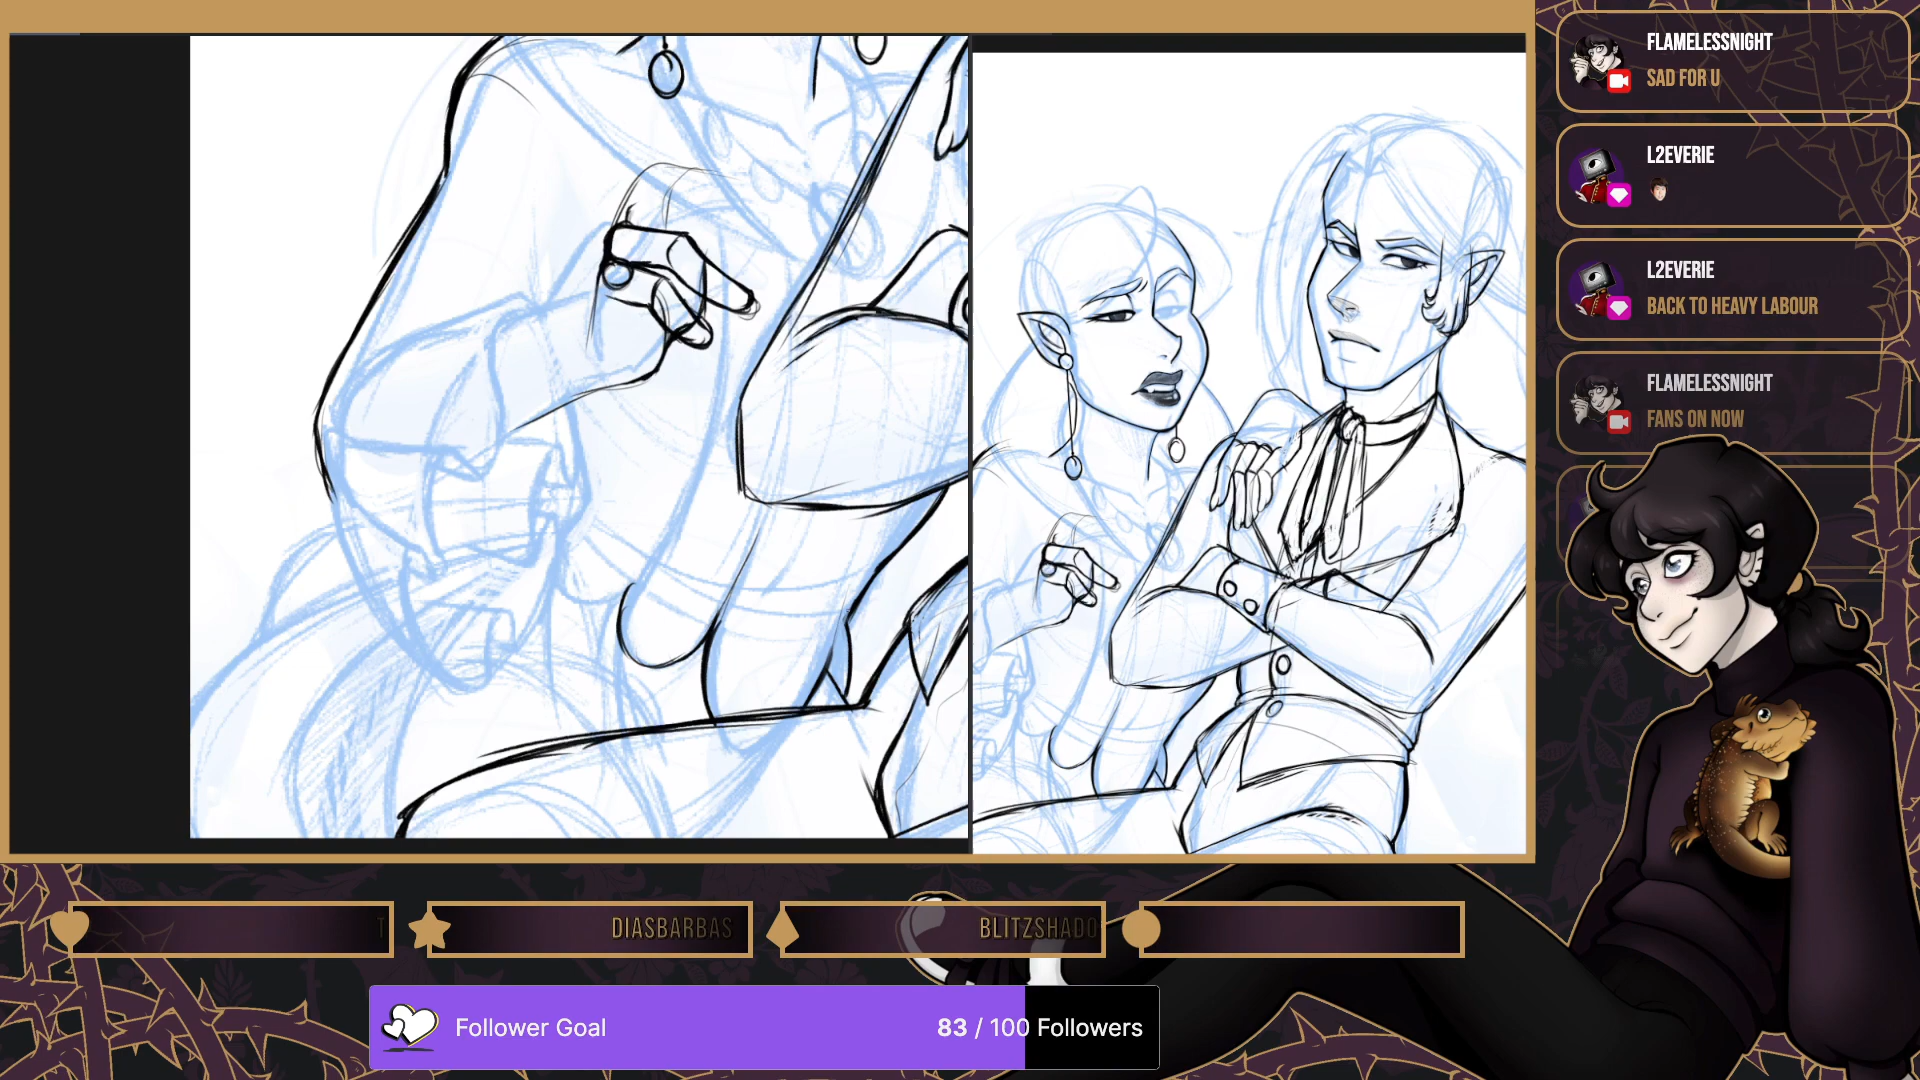 FLAMELESSNIGHT
SAD FOR U
L2EVERIE
L2EVERIE
BACK TO HEAVY LABOUR
FLAMELESSNIGHT
FANS ON NOW
DIASBARBAS
BLITZSHADO
Follower Goal
83 / 100 Followers